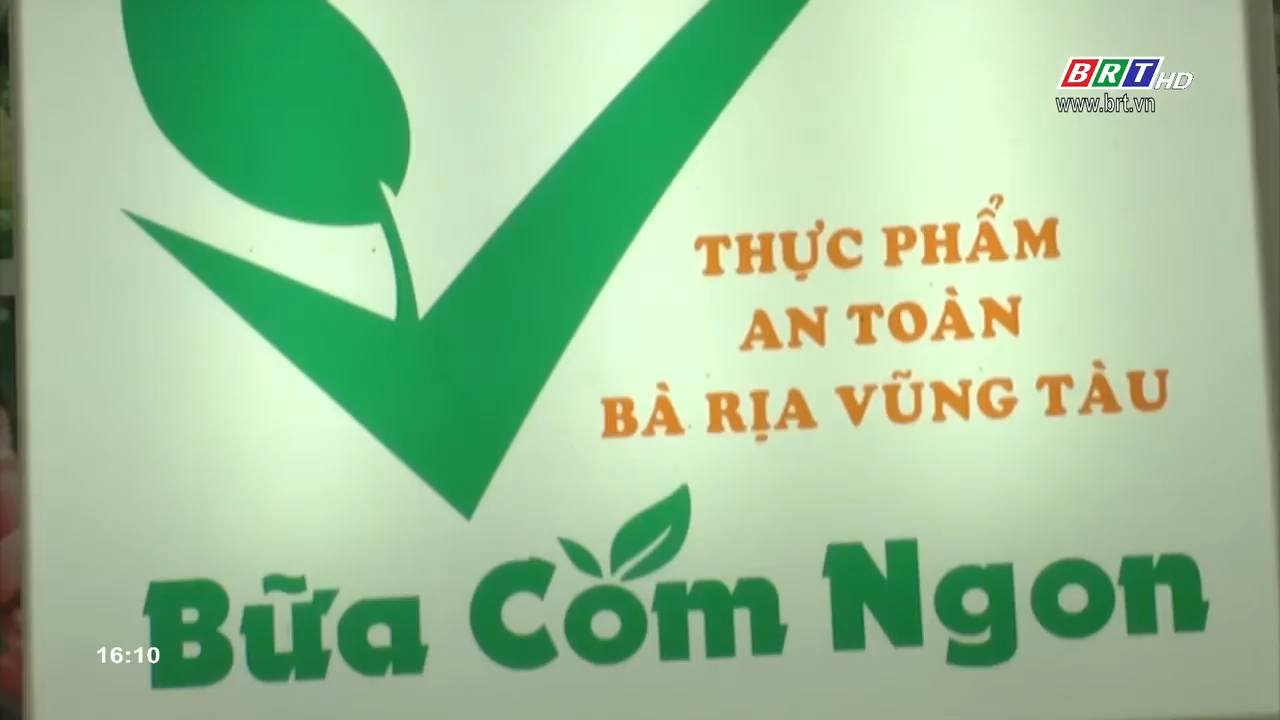 BRT HD
www.brt.vn
THỰC PHẨM
AN TOÀN
BÀ RỊA VŨNG TÀU
Bữa Cơm Ngon
16:10